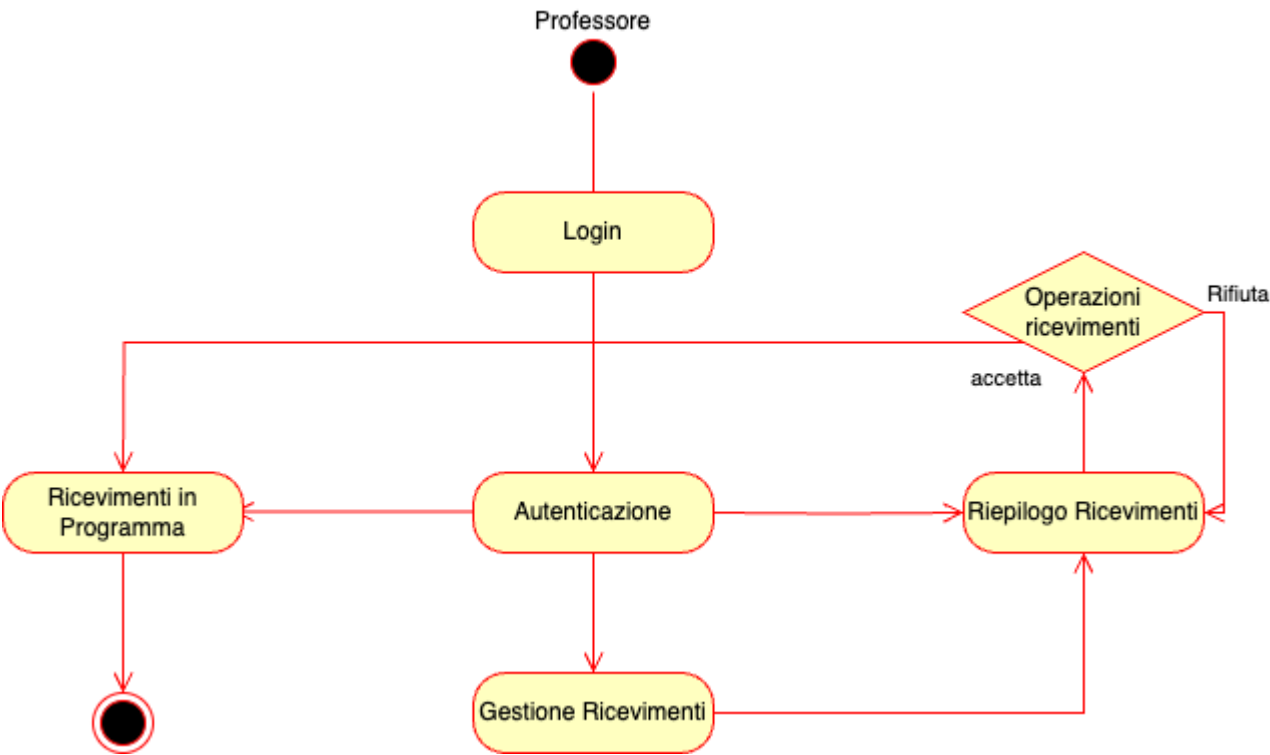 Professore
Login
Operazioni
ricevimenti
Rifiuta
accetta
Ricevimenti in
Programma
Autenticazione
Riepilogo Ricevimenti
Gestione Ricevimenti